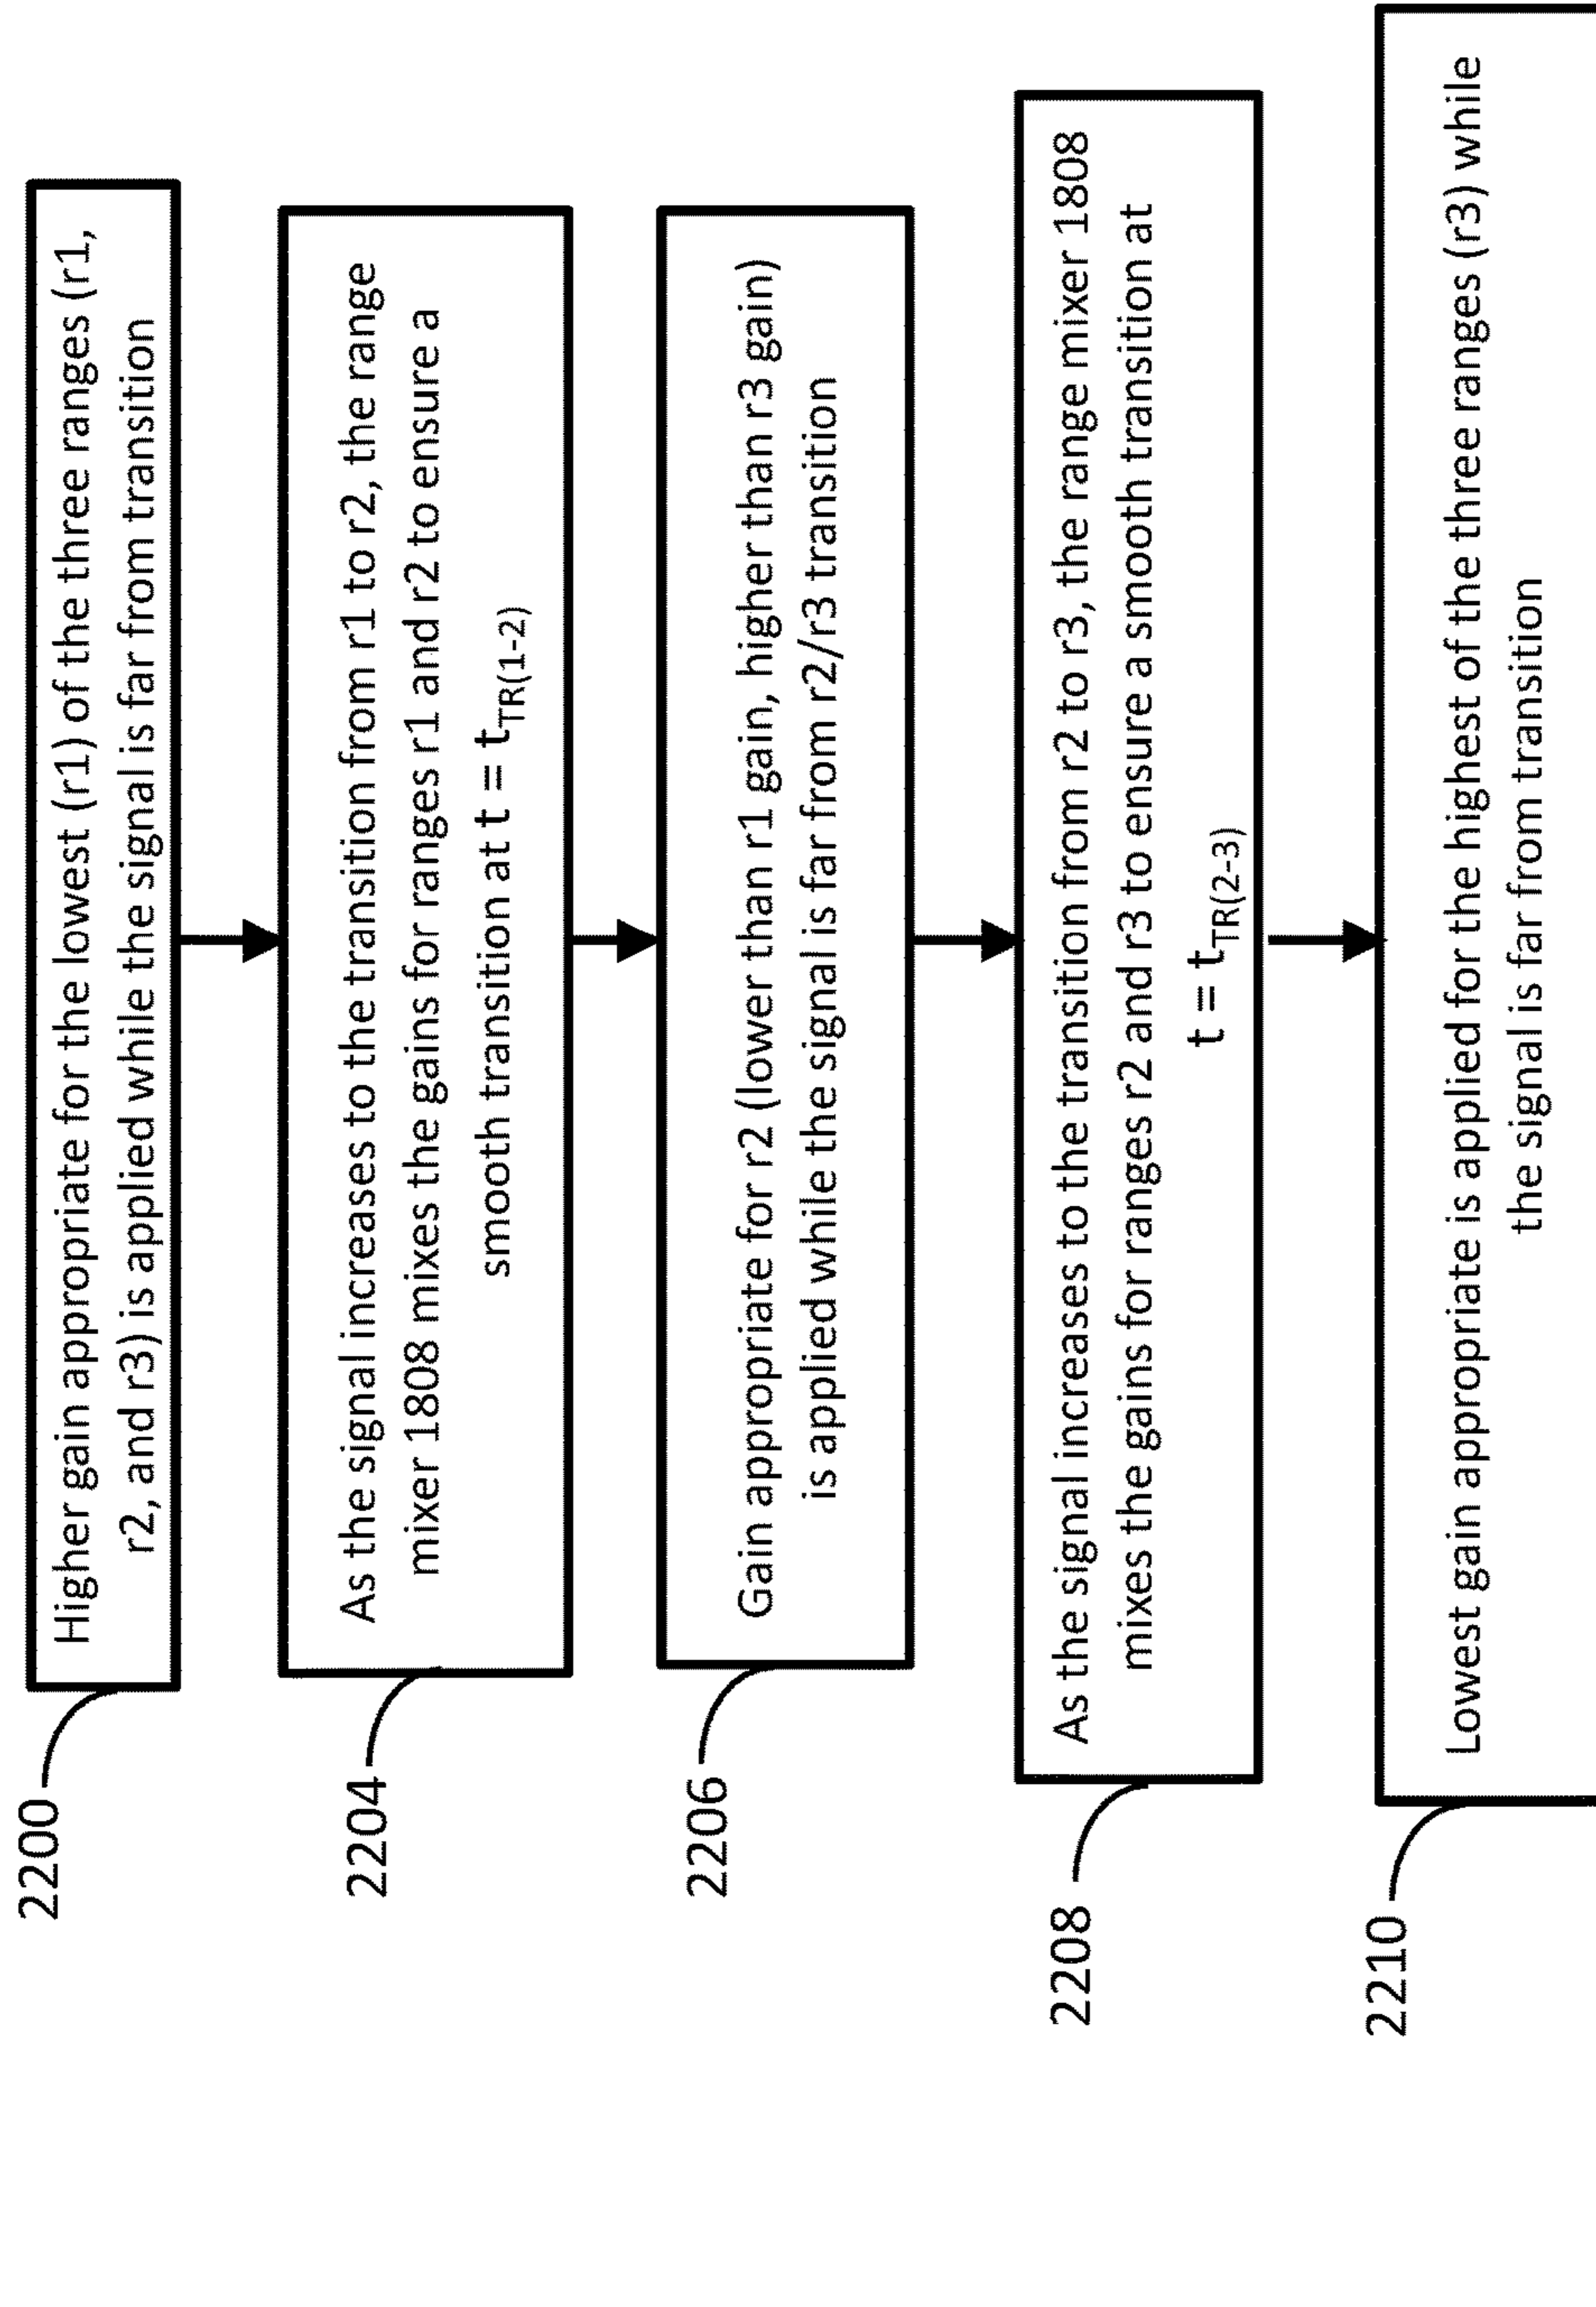 2200
Higher gain appropriate for the lowest (r1) of the three ranges (r1,
r2, and r3) is applied while the signal is far from transition
2204
As the signal increases to the transition from r1 to r2, the range
mixer 1808 mixes the gains for ranges r1 and r2 to ensure a
smooth transition at t = tTR(1-2)
2206
Gain appropriate for r2 (lower than r1 gain, higher than r3 gain)
is applied while the signal is far from r2/r3 transition
2208
As the signal increases to the transition from r2 to r3, the range mixer 1808
mixes the gains for ranges r2 and r3 to ensure a smooth transition at
t = tTR(2-3)
2210
Lowest gain appropriate is applied for the highest of the three ranges (r3) while
the signal is far from transition